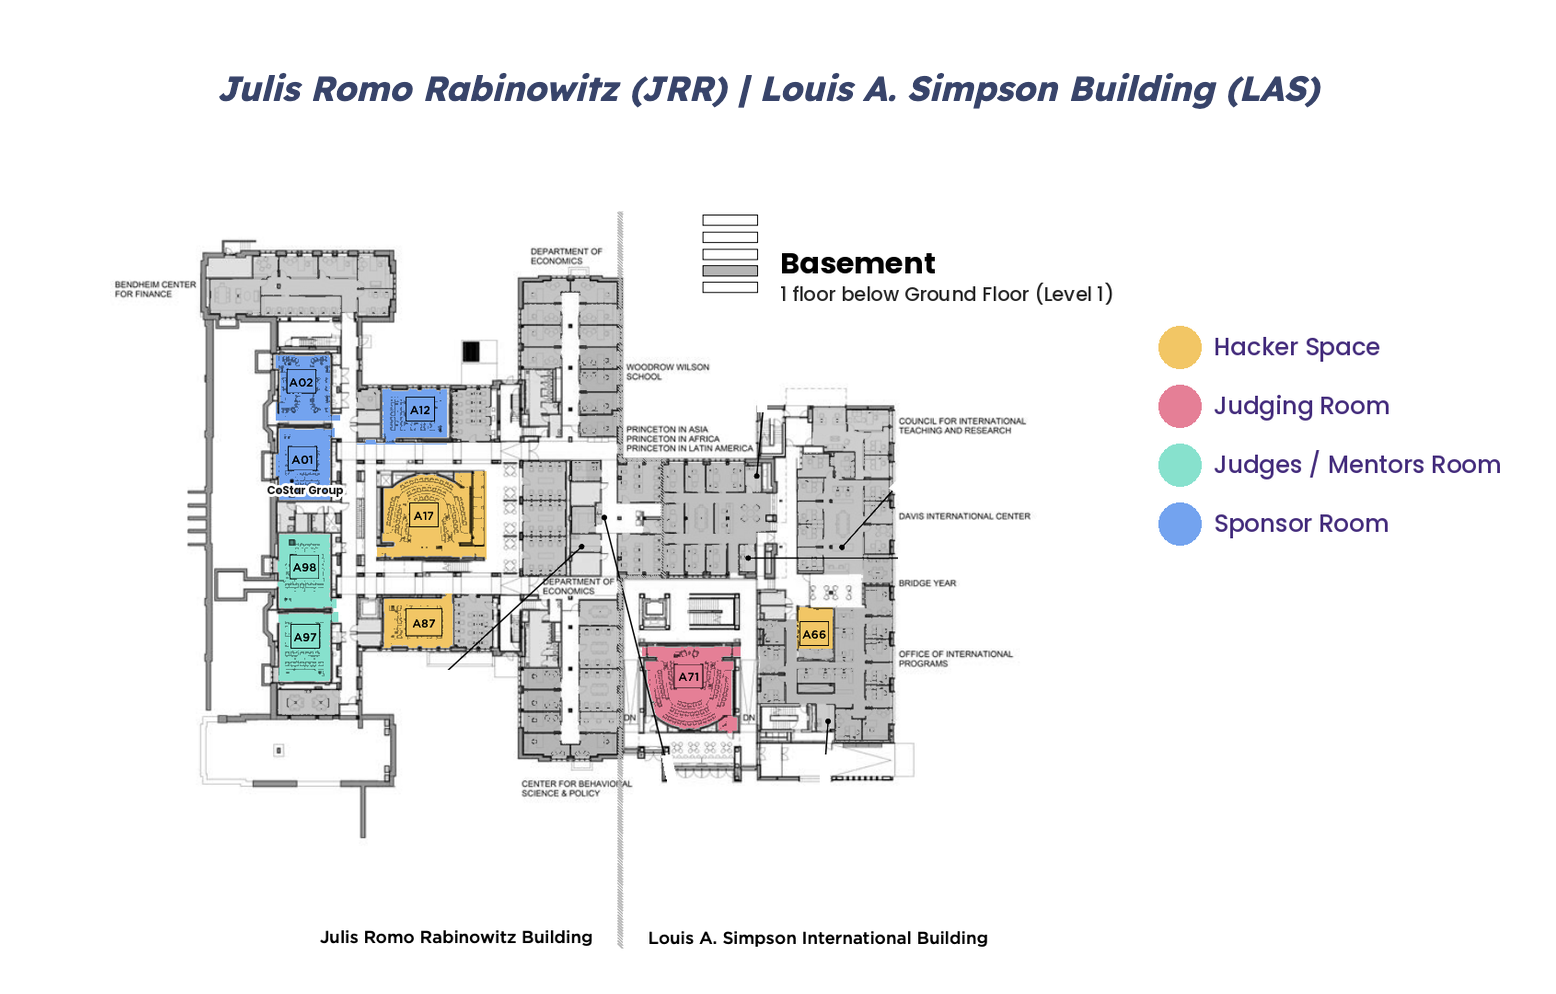 Julis Romo Rabinowitz (JRR) | Louis A. Simpson Building (LAS)
Basement
1 floor below Ground Floor (Level 1)
Hacker Space
Judging Room
Judges / Mentors Room
Sponsor Room
BENDHEIM CENTER
FOR FINANCE
DEPARTMENT OF
ECONOMICS
WOODROW WILSON
SCHOOL
PRINCETON IN ASIA
PRINCETON IN AFRICA
PRINCETON IN LATIN AMERICA
COUNCIL FOR INTERNATIONAL
TEACHING AND RESEARCH
DAVIS INTERNATIONAL CENTER
BRIDGE YEAR
OFFICE OF INTERNATIONAL
PROGRAMS
A02
A12
A01
CoStar Group
A17
A98
DEPARTMENT OF
ECONOMICS
A87
A97
A66
A71
DN
DN
CENTER FOR BEHAVIORAL
SCIENCE & POLICY
Julis Romo Rabinowitz Building
Louis A. Simpson International Building